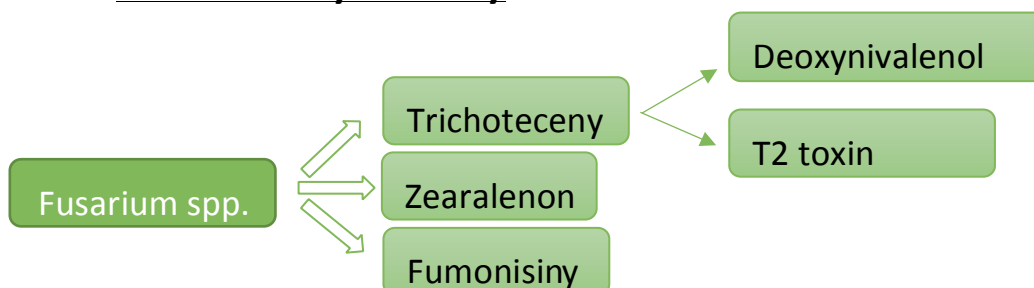 Deoxynivalenol
Trichoteceny
T2 toxin
Fusarium spp.
Zearalenon
Fumonisiny